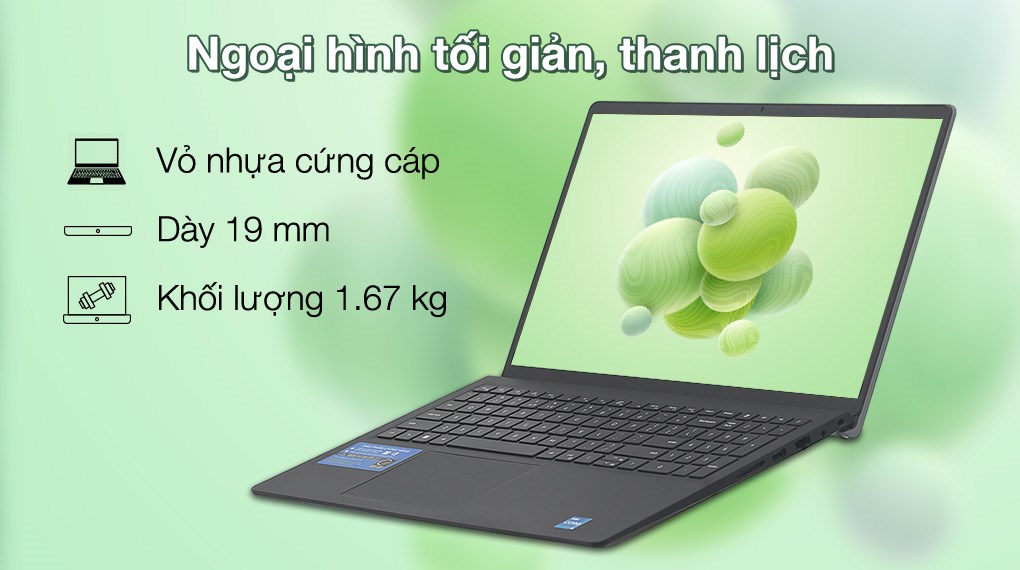 Ngoại hình tối giản, thanh lịch
Vỏ nhựa cứng cáp
Dày 19 mm
Khối lượng 1.67 kg